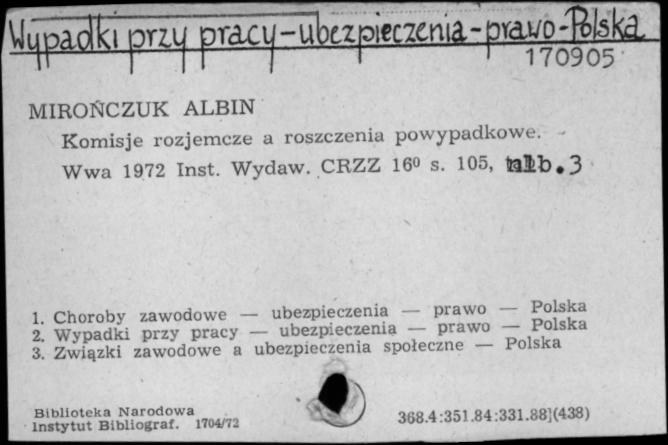 Wypadki przy pracy - ubezpieczenia - prawo - Polska
170905
MIROŃCZUK ALBIN
Komisje rozjemcze a roszczenia powypadkowe.
Wwa 1972 Inst. Wydaw. CRZZ 16⁰ s. 105, nlb.3
1. Choroby zawodowe — ubezpieczenia — prawo — Polska
2. Wypadki przy pracy — ubezpieczenia — prawo — Polska
3. Związki zawodowe a ubezpieczenia społeczne — Polska
Biblioteka Narodowa
Instytut Bibliograf. 1704/72
368.4:351.84:331.88](438)